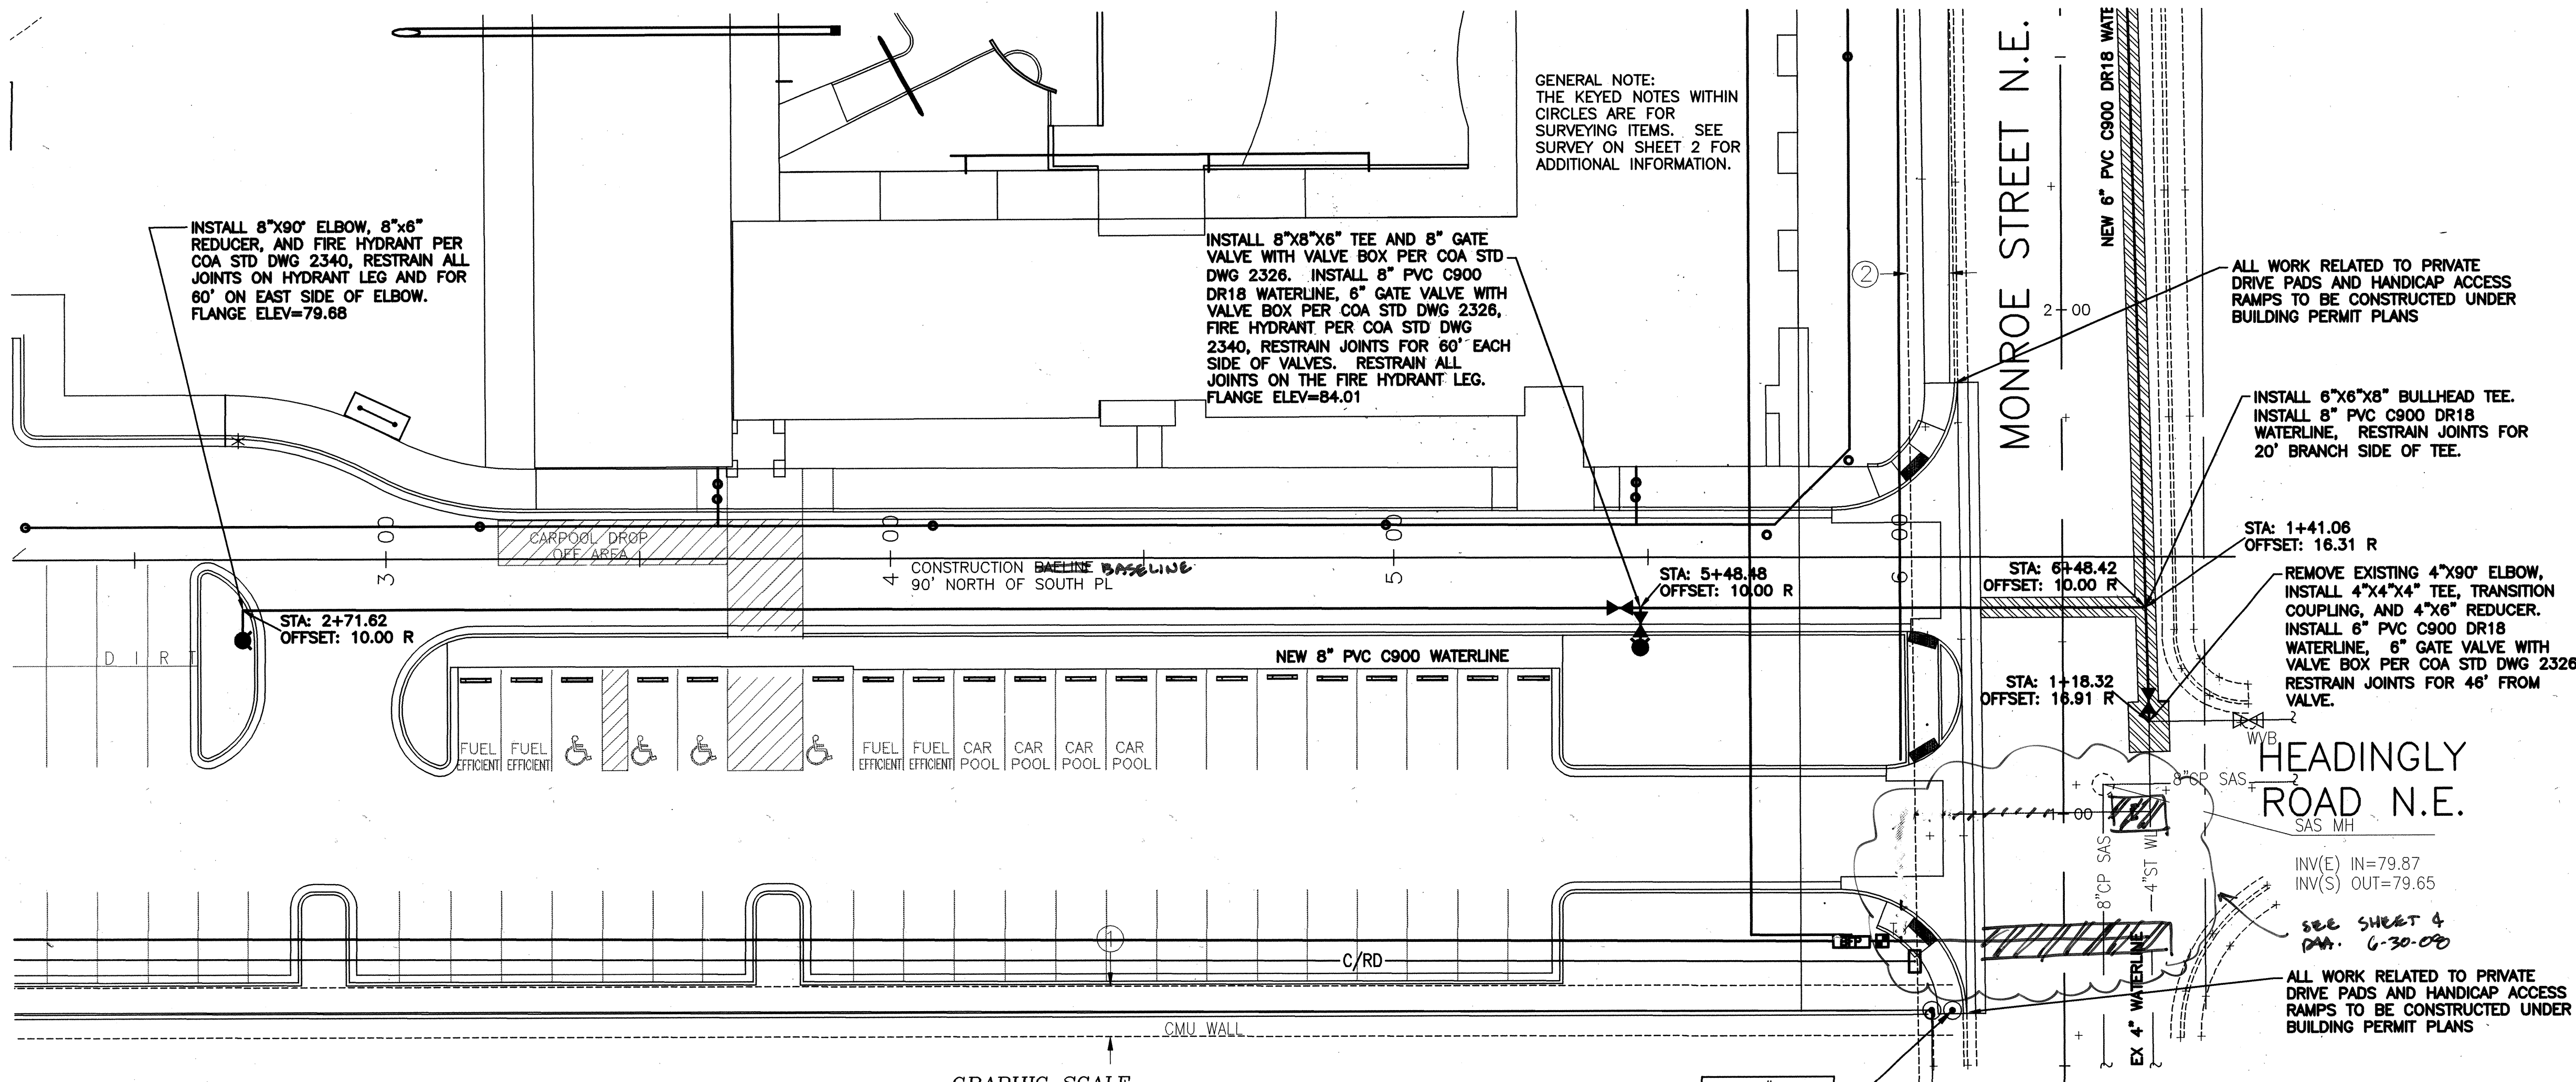 GENERAL NOTE:
THE KEYED NOTES WITHIN
CIRCLES ARE FOR
SURVEYING ITEMS.  SEE
SURVEY ON SHEET 2 FOR
ADDITIONAL INFORMATION.
MONROE STREET N.E.
NEW 6" PVC C900 DR18 WATE
INSTALL 8"X90° ELBOW, 8"x6"
REDUCER, AND FIRE HYDRANT PER
COA STD DWG 2340, RESTRAIN ALL
JOINTS ON HYDRANT LEG AND FOR
60' ON EAST SIDE OF ELBOW.
FLANGE ELEV=79.68
INSTALL 8"X8"X6" TEE AND 8" GATE
VALVE WITH VALVE BOX PER COA STD
DWG 2326.  INSTALL 8" PVC C900
DR18 WATERLINE, 6" GATE VALVE WITH
VALVE BOX PER COA STD DWG 2326,
FIRE HYDRANT PER COA STD DWG
2340, RESTRAIN JOINTS FOR 60' EACH
SIDE OF VALVES.  RESTRAIN ALL
JOINTS ON THE FIRE HYDRANT LEG.
FLANGE ELEV=84.01
2
2+00
ALL WORK RELATED TO PRIVATE
DRIVE PADS AND HANDICAP ACCESS
RAMPS TO BE CONSTRUCTED UNDER
BUILDING PERMIT PLANS
INSTALL 6"X6"X8" BULLHEAD TEE.
INSTALL 8" PVC C900 DR18
WATERLINE,  RESTRAIN JOINTS FOR
20' BRANCH SIDE OF TEE.
STA: 1+41.06
OFFSET: 16.31 R
CARPOOL DROP
OFF AREA
3 00
4 00
5 00
6 00
CONSTRUCTION BAELINE BASELINE
90' NORTH OF SOUTH PL
STA: 2+71.62
OFFSET: 10.00 R
STA: 5+48.48
OFFSET: 10.00 R
STA: 6+48.42
OFFSET: 10.00 R
REMOVE EXISTING 4"X90° ELBOW,
INSTALL 4"X4"X4" TEE, TRANSITION
COUPLING, AND 4"X6" REDUCER.
INSTALL 6" PVC C900 DR18
WATERLINE,  6" GATE VALVE WITH
VALVE BOX PER COA STD DWG 2326
RESTRAIN JOINTS FOR 46' FROM
VALVE.
DIRT
NEW 8" PVC C900 WATERLINE
STA: 1+18.32
OFFSET: 16.91 R
WVB
FUEL
EFFICIENT
FUEL
EFFICIENT
FUEL
EFFICIENT
FUEL
EFFICIENT
CAR
POOL
CAR
POOL
CAR
POOL
CAR
POOL
HEADINGLY
ROAD N.E.
8"CP SAS
1+00
SAS MH
8"CP SAS
4"ST WL
INV(E) IN=79.87
INV(S) OUT=79.65
SEE SHEET 4
1
BFP
C/RD
EX 4" WATERLINE
ALL WORK RELATED TO PRIVATE
DRIVE PADS AND HANDICAP ACCESS
RAMPS TO BE CONSTRUCTED UNDER
BUILDING PERMIT PLANS
CMU WALL
GRAPHIC SCALE